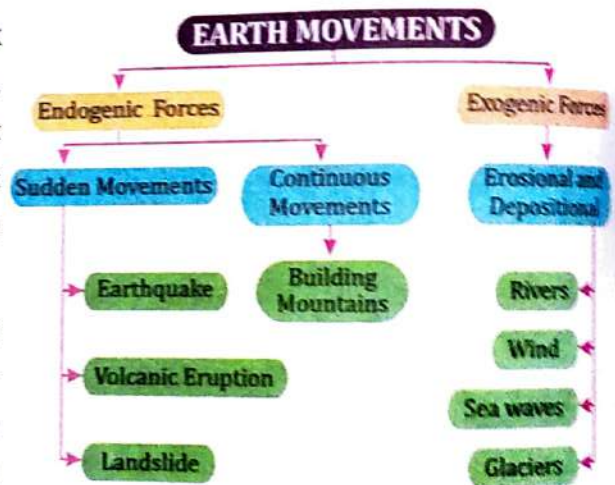 EARTH MOVEMENTS
Endogenic Forces
Exogenic Forces
Sudden Movements
Continuous
Movements
Erosional and
Depositional
Earthquake
Building
Mountains
Rivers
Wind
Volcanic Eruption
Sea waves
Landslide
Glaciers